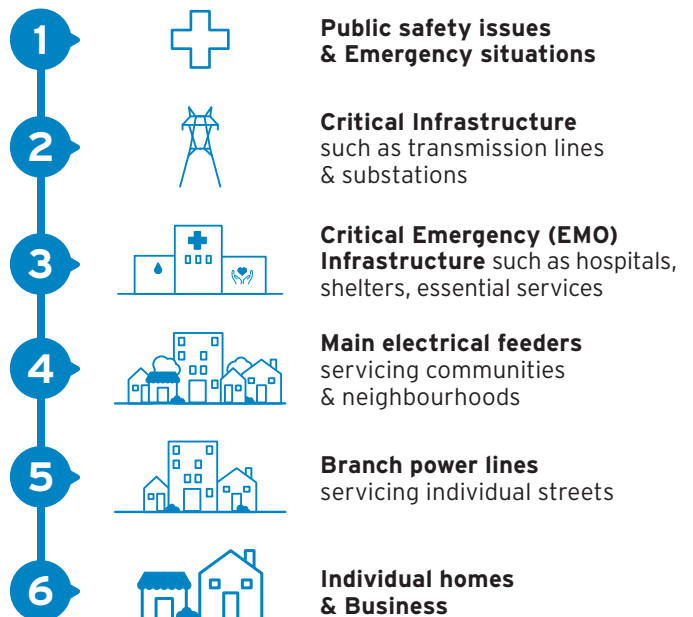 1
Public safety issues
& Emergency situations
2
Critical Infrastructure
such as transmission lines
& substations
3
Critical Emergency (EMO)
Infrastructure such as hospitals,
shelters, essential services
4
Main electrical feeders
servicing communities
& neighbourhoods
5
Branch power lines
servicing individual streets
6
Individual homes
& Business